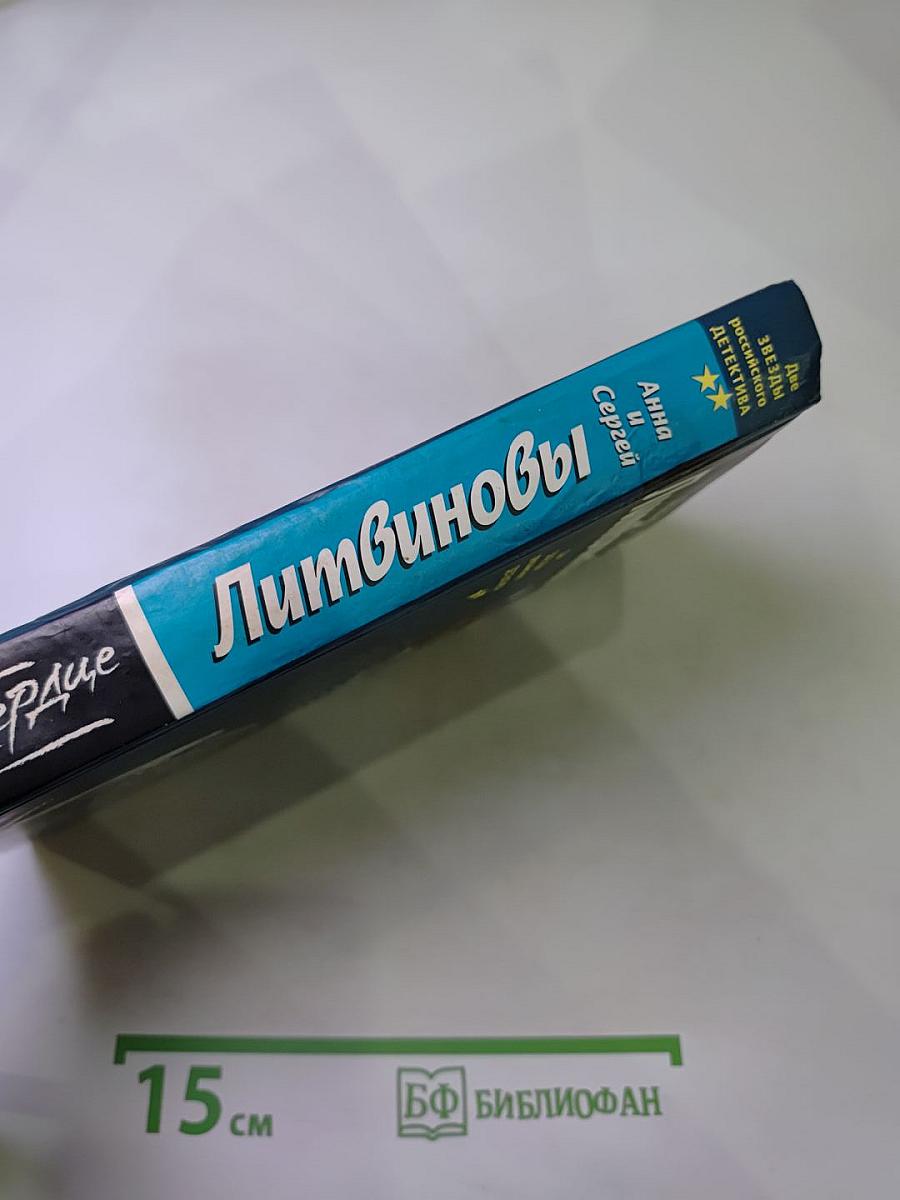 Две
ЗВЕЗДЫ
российского
ДЕТЕКТИВА
Анна
и
Сергей
Литвиновы
ердце
15 см
БФ БИБЛИОФАН